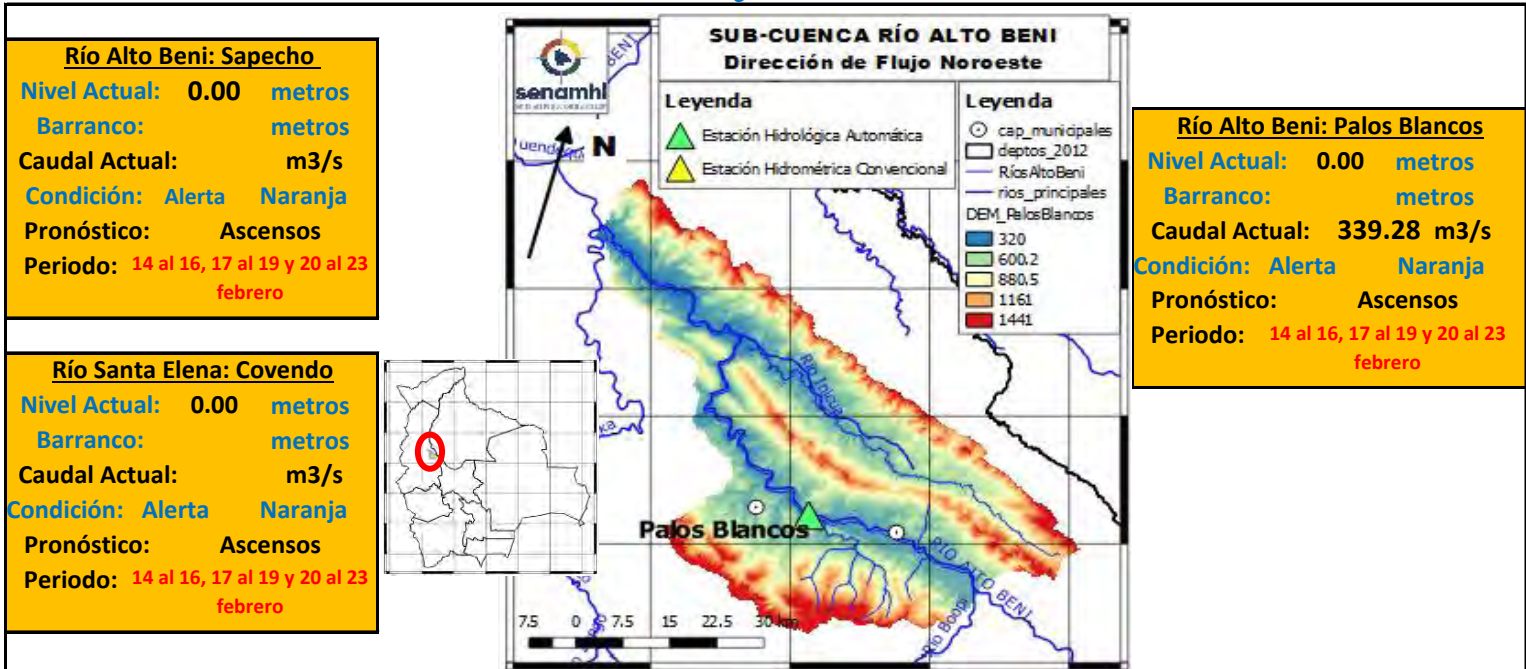 Río Alto Beni: Sapecho
Nivel Actual: 0.00 metros
Barranco: metros
Caudal Actual: m3/s
Condición: Alerta Naranja
Pronóstico: Ascensos
Periodo: 14 al 16, 17 al 19 y 20 al 23
febrero
Río Santa Elena: Covendo
Nivel Actual: 0.00 metros
Barranco: metros
Caudal Actual: m3/s
Condición: Alerta Naranja
Pronóstico: Ascensos
Periodo: 14 al 16, 17 al 19 y 20 al 23
febrero
senamhi
BENI
SUB-CUENCA RÍO ALTO BENI
Dirección de Flujo Noroeste
Leyenda
Estación Hidrológica Automática
Estación Hidrométrica Convencional
Leyenda
cap_municipales
deptos_2012
RíosAltoBeni
rios_principales
DEM_PalosBlancos
320
600.2
880.5
1161
1441
uendeque
N
Río Inicua
ka
Palos Blancos
RIO ALTO BENI
Río Boopi
7.5 0 7.5 15 22.5 30 km
Río Alto Beni: Palos Blancos
Nivel Actual: 0.00 metros
Barranco: metros
Caudal Actual: 339.28 m3/s
Condición: Alerta Naranja
Pronóstico: Ascensos
Periodo: 14 al 16, 17 al 19 y 20 al 23
febrero